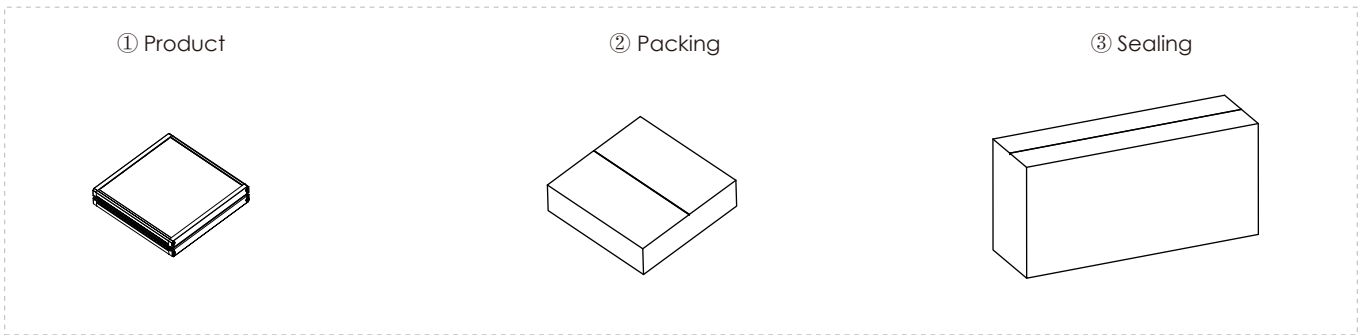 ① Product
② Packing
③ Sealing